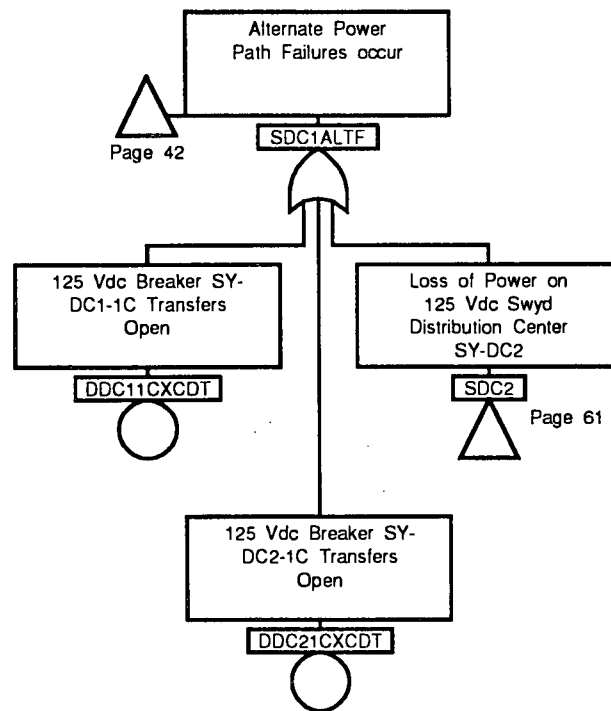 Alternate Power
Path Failures occur
Page 42
SDC1ALTF
125 Vdc Breaker SY-
DC1-1C Transfers
Open
DDC11CXCDT
Loss of Power on
125 Vdc Swyd
Distribution Center
SY-DC2
SDC2
Page 61
125 Vdc Breaker SY-
DC2-1C Transfers
Open
DDC21CXCDT